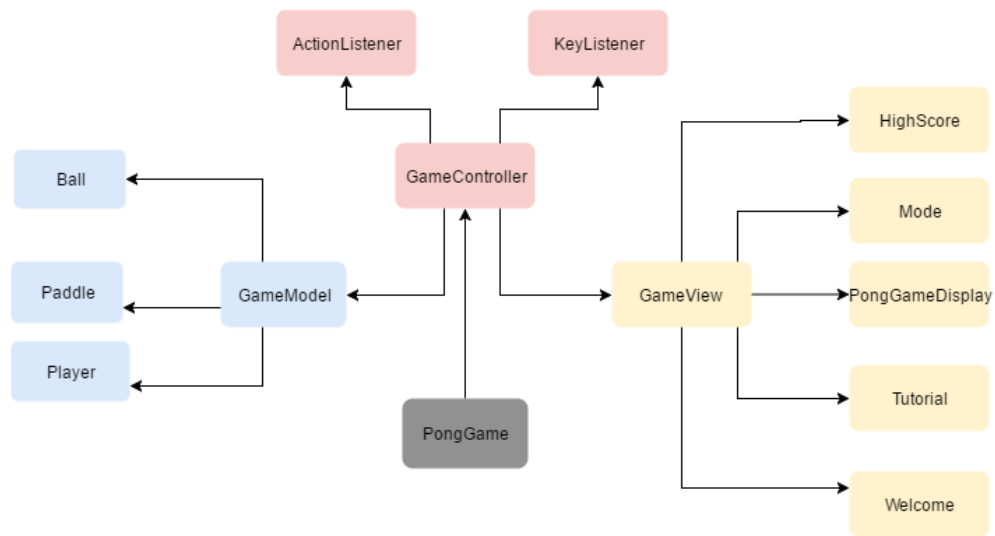 ActionListener
KeyListener
HighScore
Ball
GameController
Mode
Paddle
GameModel
GameView
PongGameDisplay
Player
Tutorial
PongGame
Welcome